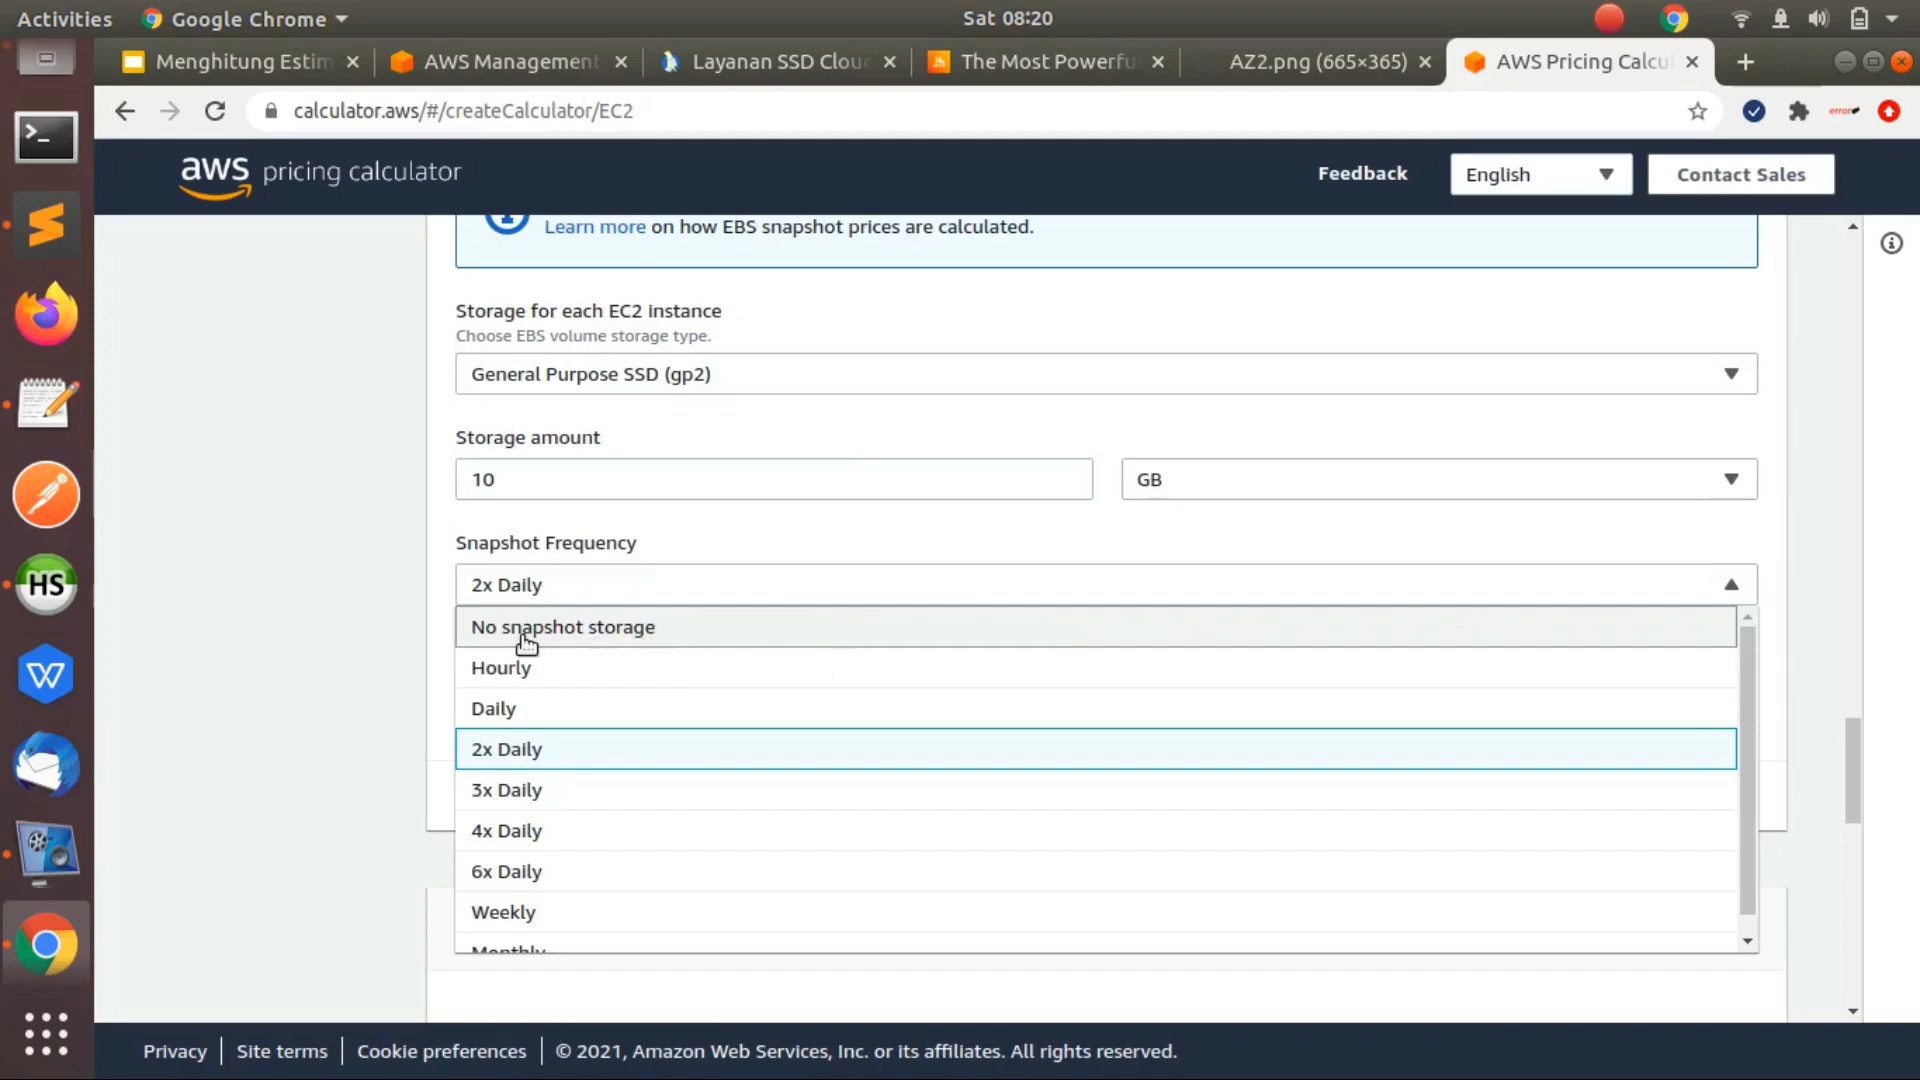 Activities
Google Chrome
Sat 08:20
Menghitung Estim
AWS Management
Layanan SSD Clou
The Most Powerfu
AZ2.png (665×365)
AWS Pricing Calcu
calculator.aws/#/createCalculator/EC2
error
aws pricing calculator
Feedback
English
Contact Sales
Learn more on how EBS snapshot prices are calculated.
Storage for each EC2 instance
Choose EBS volume storage type.
General Purpose SSD (gp2)
Storage amount
10
GB
Snapshot Frequency
2x Daily
No snapshot storage
Hourly
Daily
2x Daily
3x Daily
4x Daily
6x Daily
Weekly
Monthly
HS
W
Privacy
Site terms
Cookie preferences
© 2021, Amazon Web Services, Inc. or its affiliates. All rights reserved.